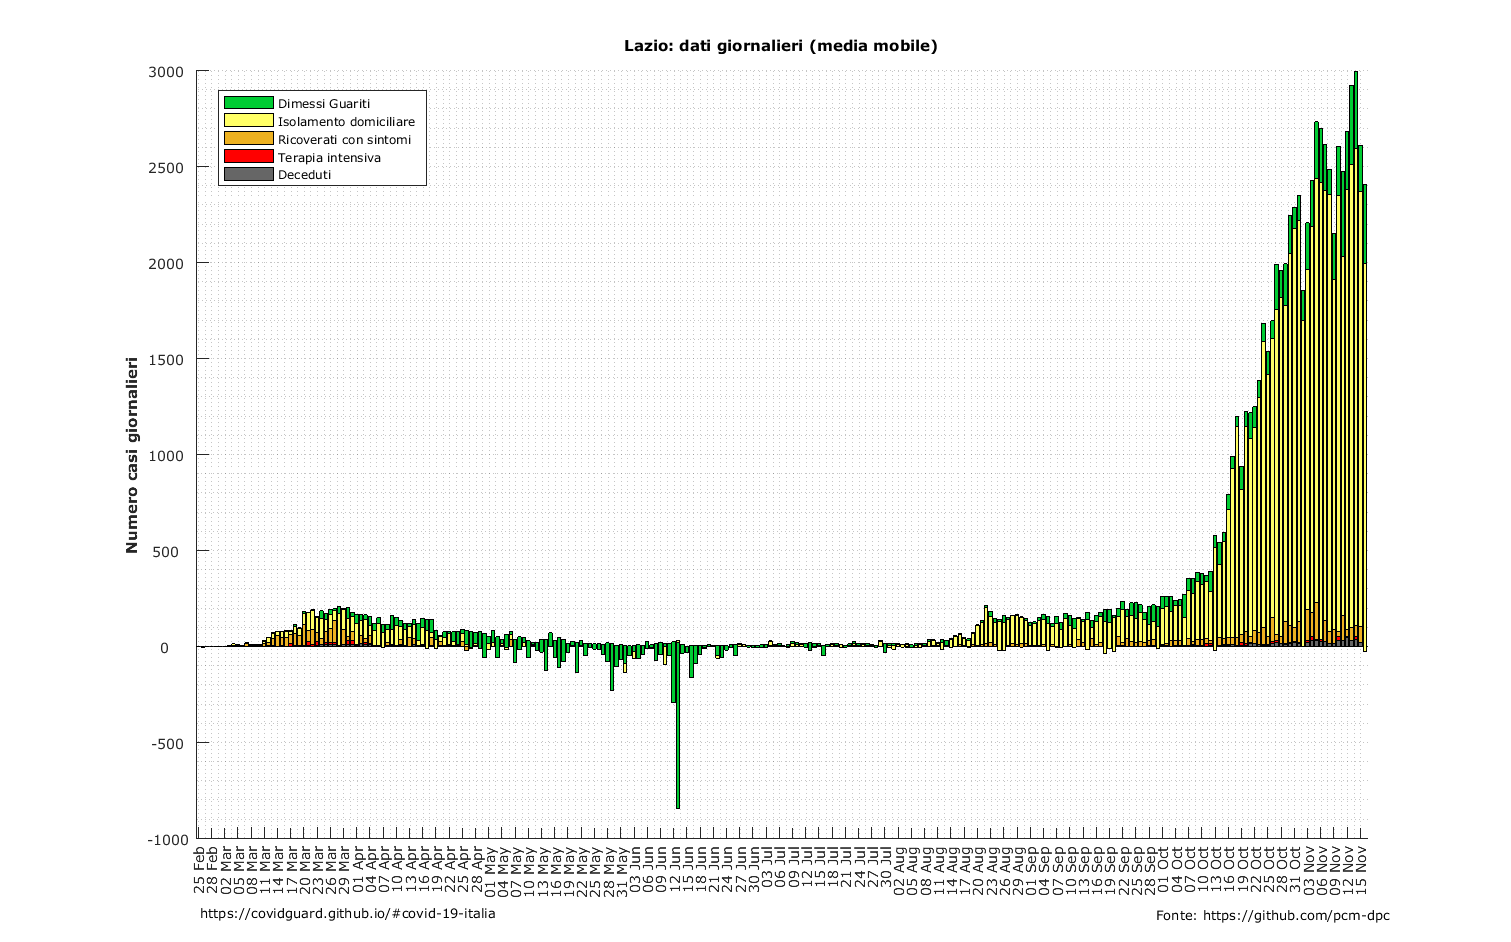 Lazio: dati giornalieri (media mobile)
3000
2500
2000
1500
1000
500
0
-500
-1000
Numero casi giornalieri
Dimessi Guariti
Isolamento domiciliare
Ricoverati con sintomi
Terapia intensiva
Deceduti
25 Feb
28 Feb
02 Mar
05 Mar
08 Mar
11 Mar
14 Mar
17 Mar
20 Mar
23 Mar
26 Mar
29 Mar
01 Apr
04 Apr
07 Apr
10 Apr
13 Apr
16 Apr
19 Apr
22 Apr
25 Apr
28 Apr
01 May
04 May
07 May
10 May
13 May
16 May
19 May
22 May
25 May
28 May
31 May
03 Jun
06 Jun
09 Jun
12 Jun
15 Jun
18 Jun
21 Jun
24 Jun
27 Jun
30 Jun
03 Jul
06 Jul
09 Jul
12 Jul
15 Jul
18 Jul
21 Jul
24 Jul
27 Jul
30 Jul
02 Aug
05 Aug
08 Aug
11 Aug
14 Aug
17 Aug
20 Aug
23 Aug
26 Aug
29 Aug
01 Sep
04 Sep
07 Sep
10 Sep
13 Sep
16 Sep
19 Sep
22 Sep
25 Sep
28 Sep
01 Oct
04 Oct
07 Oct
10 Oct
13 Oct
16 Oct
19 Oct
22 Oct
25 Oct
28 Oct
31 Oct
03 Nov
06 Nov
09 Nov
12 Nov
15 Nov
https://covidguard.github.io/#covid-19-italia
Fonte: https://github.com/pcm-dpc